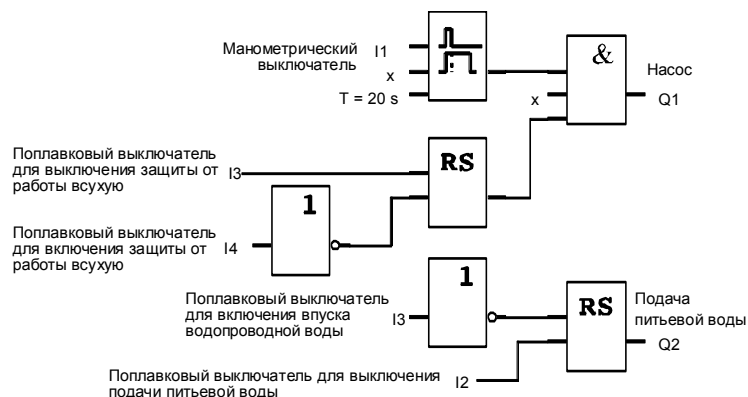 Манометрический
выключатель
I1
x
T = 20 s
&
x
Насос
Q1
Поплавковый выключатель
для выключения защиты от
работы всухую
I3
RS
1
Поплавковый выключатель
для включения защиты от
работы всухую
I4
1
Поплавковый выключатель
для включения впуска
водопроводной воды
I3
RS
Подача
питьевой воды
Q2
Поплавковый выключатель для выключения
подачи питьевой воды
I2